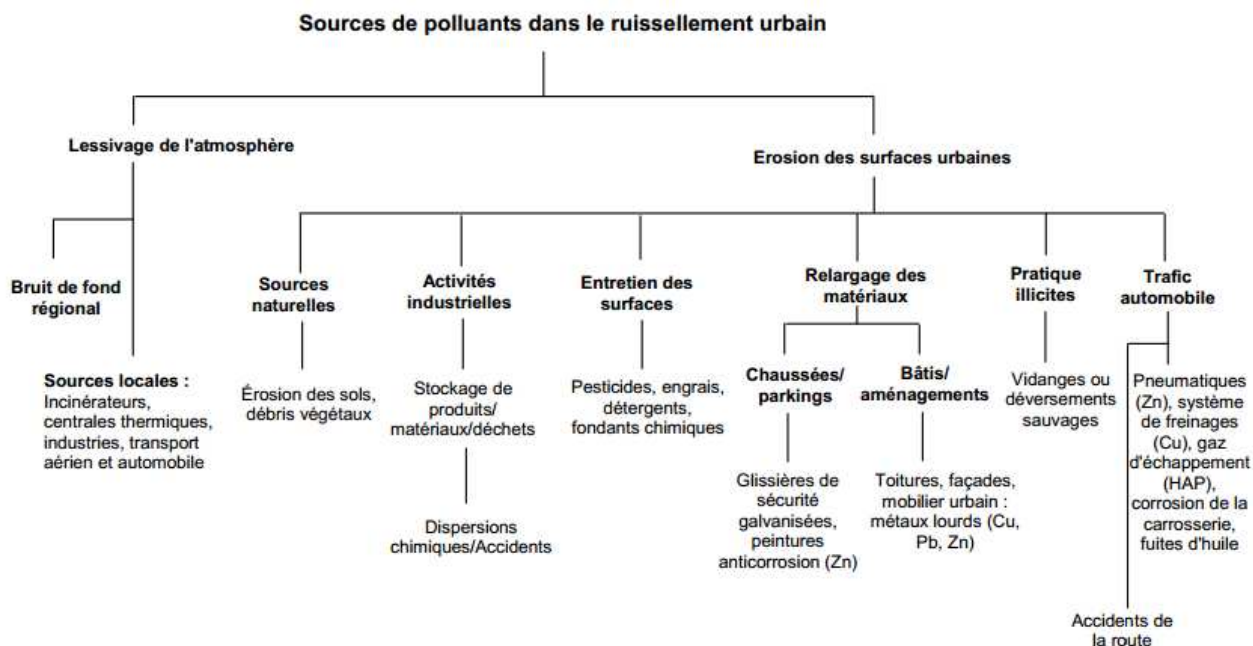 Sources de polluants dans le ruissellement urbain
Lessivage de l'atmosphère
Erosion des surfaces urbaines
Bruit de fond
régional
Sources locales :
Incinérateurs,
centrales thermiques,
industries, transport
aérien et automobile
Sources
naturelles
Érosion des sols,
débris végétaux
Activités
industrielles
Stockage de
produits/
matériaux/déchets
Dispersions
chimiques/Accidents
Entretien des
surfaces
Pesticides, engrais,
détergents,
fondants chimiques
Relargage des
matériaux
Chaussées/
parkings
Glissières de
sécurité
galvanisées,
peintures
anticorrosion (Zn)
Bâtis/
aménagements
Toitures, façades,
mobilier urbain :
métaux lourds (Cu,
Pb, Zn)
Pratique
illicites
Vidanges ou
déversements
sauvages
Trafic
automobile
Pneumatiques
(Zn), système
de freinages
(Cu), gaz
d'échappement
(HAP),
corrosion de la
carrosserie,
fuites d'huile
Accidents de
la route